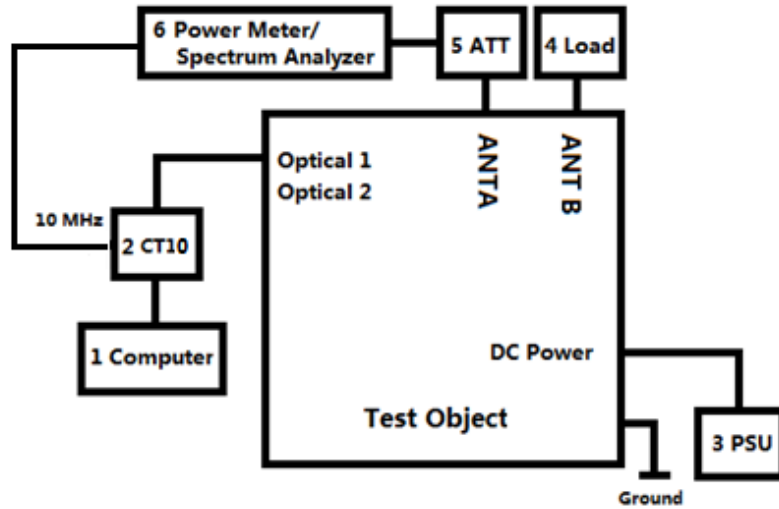 6 Power Meter/
Spectrum Analyzer
5 ATT
4 Load
Optical 1
Optical 2
ANTA
ANT B
10 MHz
2 CT10
1 Computer
DC Power
Test Object
3 PSU
Ground